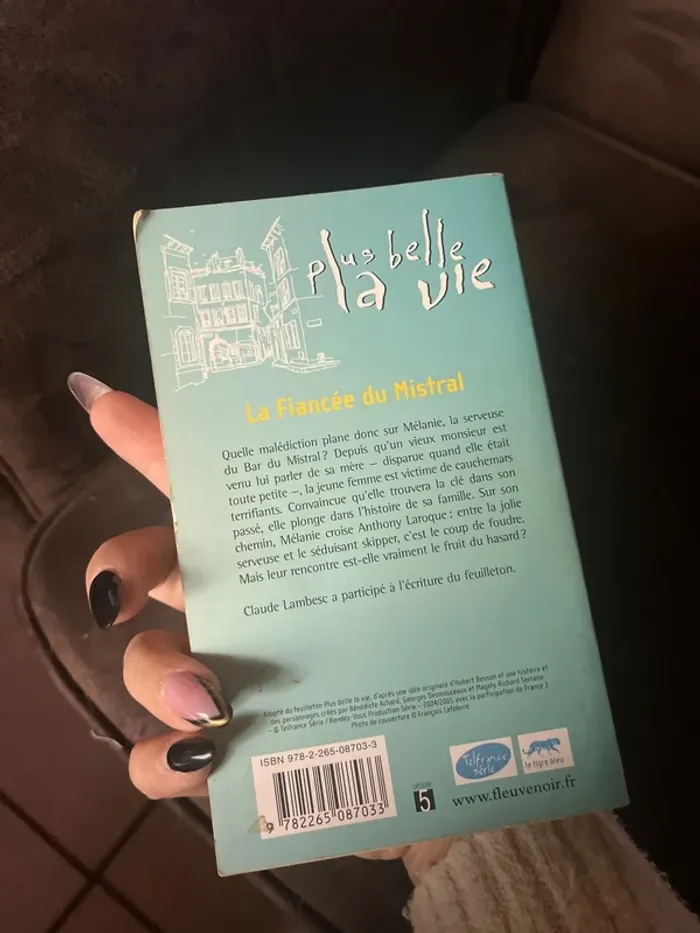 plus belle
la vie
La Fiancée du Mistral
Quelle malédiction plane donc sur Mélanie, la serveuse
du Bar du Mistral ? Depuis qu'un vieux monsieur est
venu lui parler de sa mère – disparue quand elle était
toute petite –, la jeune femme est victime de cauchemars
terrifiants. Convaincue qu'elle trouvera la clé dans son
passé, elle plonge dans l'histoire de sa famille. Sur son
chemin, Mélanie croise Anthony Laroque : entre la jolie
serveuse et le séduisant skipper, c'est le coup de foudre.
Mais leur rencontre est-elle vraiment le fruit du hasard ?
Claude Lambesc a participé à l'écriture du feuilleton.
Adapté du feuilleton Plus belle la vie, d'après une idée originale d'Hubert Besson et une histoire et
des personnages créés par Bénédicte Achard, Georges Desmouceaux et Magaly Richard Serrano
– © Telfrance Série / Rendez-Vous Production Série – 2004/2005 avec la participation de France 3
Photo de couverture © François Lefebvre
ISBN 978-2-265-08703-3
9 782265 087033
5
Telfrance
série
le tigre bleu
www.fleuvenoir.fr